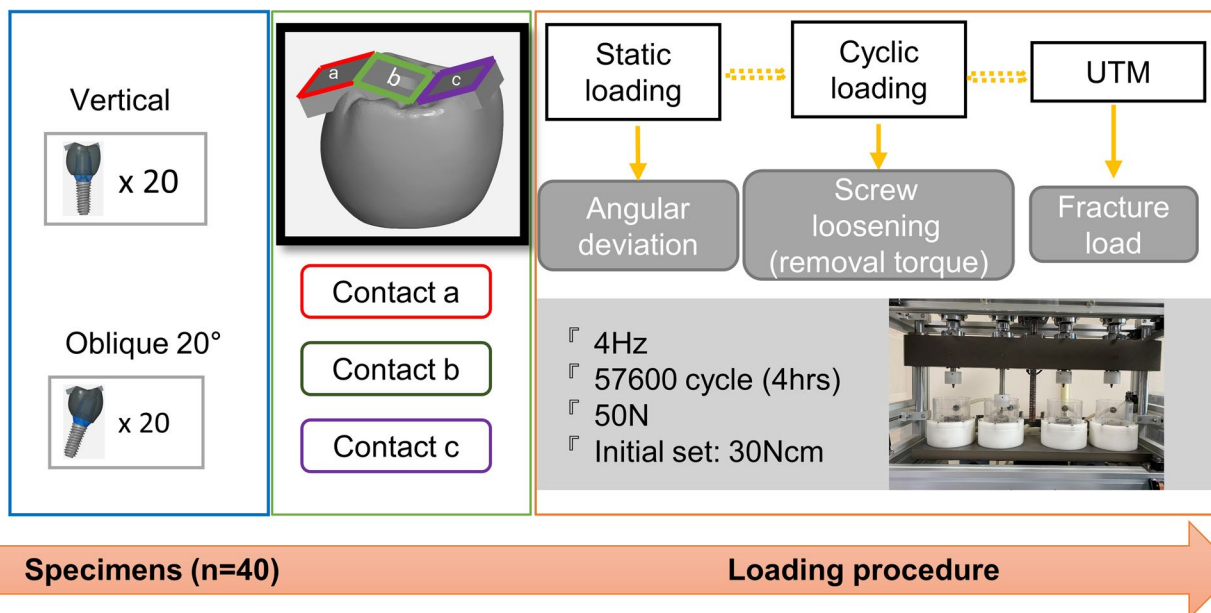 Vertical
x 20
Oblique 20°
x 20
a
b
c
Contact a
Contact b
Contact c
Static
loading
Cyclic
loading
UTM
Angular
deviation
Screw
loosening
(removal torque)
Fracture
load
『 4Hz
『 57600 cycle (4hrs)
『 50N
『 Initial set: 30Ncm
Specimens (n=40)
Loading procedure